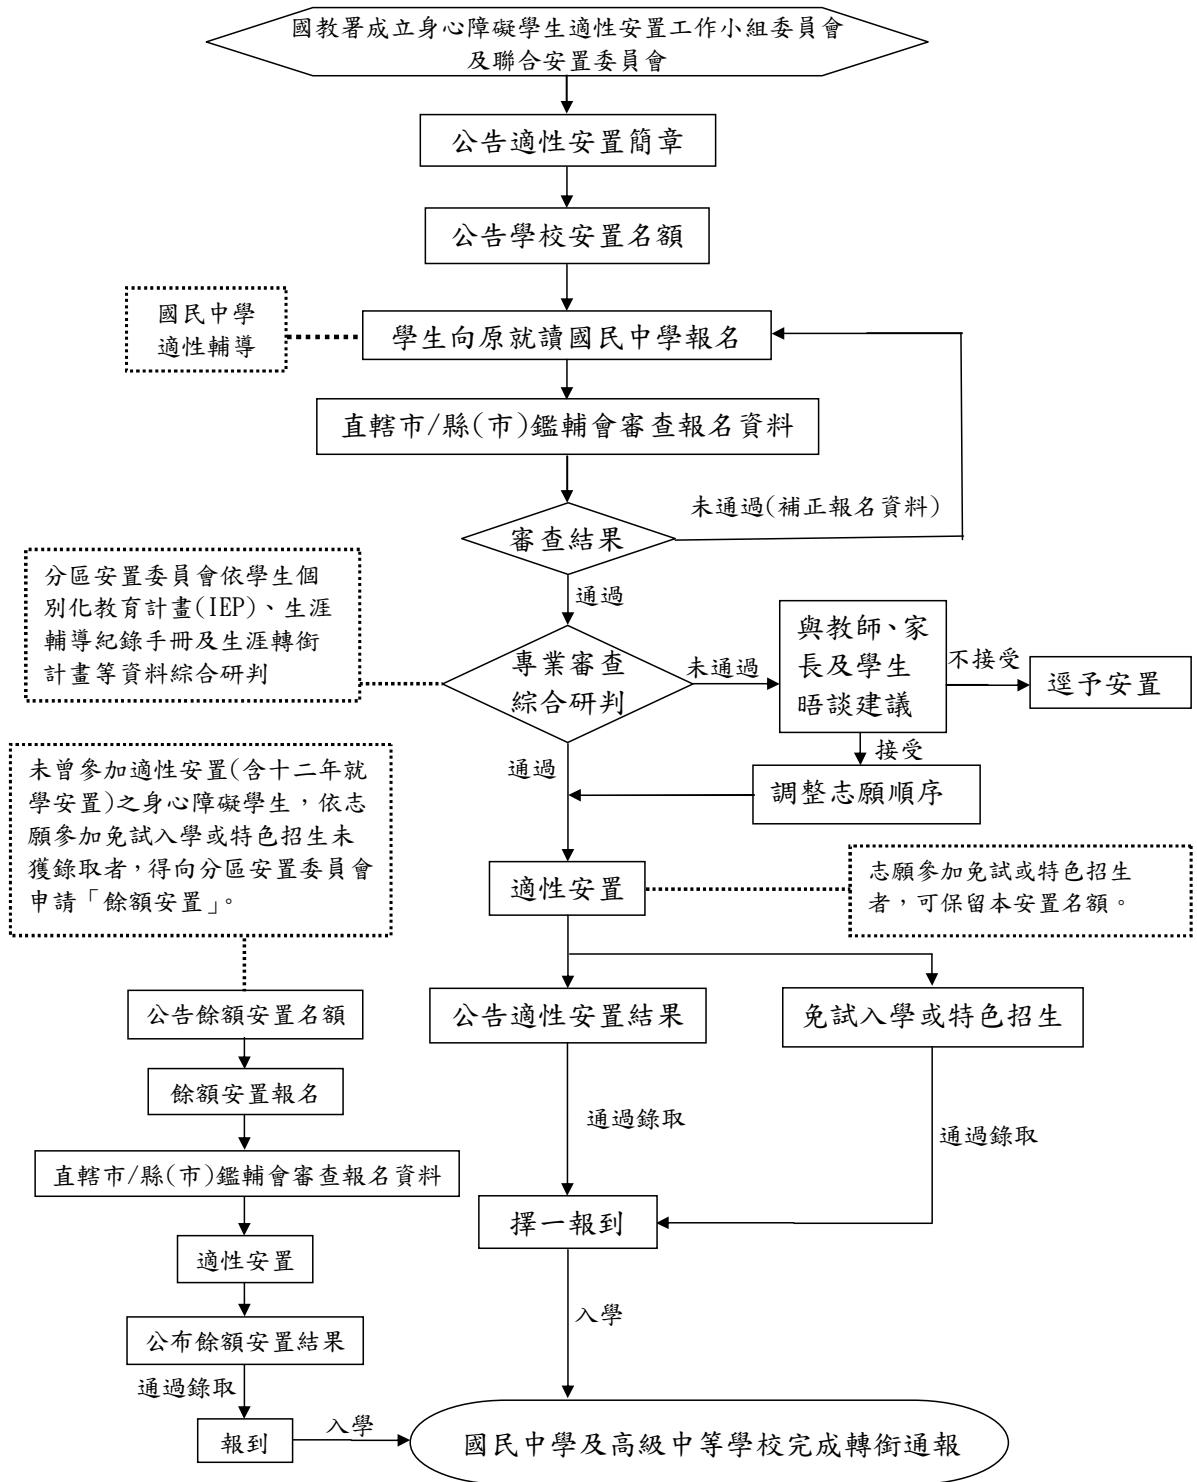 國教署成立身心障礙學生適性安置工作小組委員會
及聯合安置委員會
公告適性安置簡章
公告學校安置名額
國民中學
適性輔導
學生向原就讀國民中學報名
直轄市/縣(市)鑑輔會審查報名資料
未通過(補正報名資料)
審查結果
通過
分區安置委員會依學生個
別化教育計畫(IEP)、生涯
輔導紀錄手冊及生涯轉銜
計畫等資料綜合研判
專業審查
綜合研判
未通過
與教師、家
長及學生
晤談建議
不接受
逕予安置
接受
調整志願順序
通過
未曾參加適性安置(含十二年就
學安置)之身心障礙學生，依志
願參加免試入學或特色招生未
獲錄取者，得向分區安置委員會
申請「餘額安置」。
適性安置
志願參加免試或特色招生
者，可保留本安置名額。
公告餘額安置名額
公告適性安置結果
免試入學或特色招生
餘額安置報名
通過錄取
通過錄取
直轄市/縣(市)鑑輔會審查報名資料
擇一報到
適性安置
入學
公布餘額安置結果
通過錄取
報到
入學
國民中學及高級中等學校完成轉銜通報